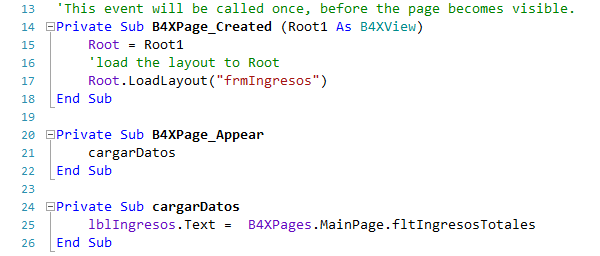 13 'This event will be called once, before the page becomes visible.
14 Private Sub B4XPage_Created (Root1 As B4XView)
15 Root = Root1
16 'load the layout to Root
17 Root.LoadLayout("frmIngresos")
18 End Sub
19
20 Private Sub B4XPage_Appear
21 cargarDatos
22 End Sub
23
24 Private Sub cargarDatos
25 lblIngresos.Text =  B4XPages.MainPage.fltIngresosTotales
26 End Sub